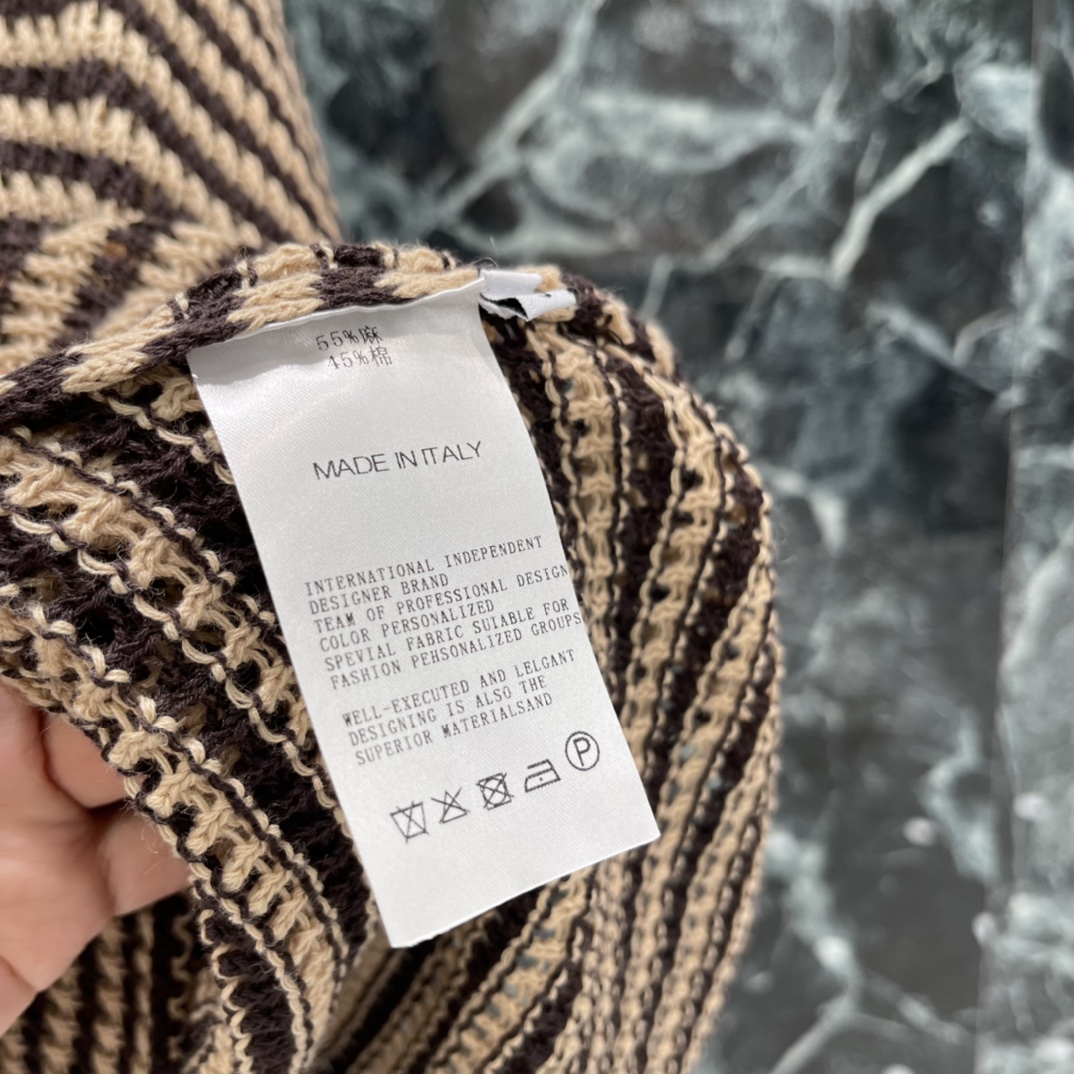 55%麻
45%棉
MADE IN ITALY
INTERNATIONAL INDEPENDENT
DESIGNER BRAND
TEAM OF PROFESSIONAL DESIGN
COLOR PERSONALIZED
SPEVIAL FABRIC SUILABLE FOR
FASHION PEHSONALIZED GROUPS
WELL-EXECUTED AND LELGANT
DESIGNING IS ALSO THE
SUPERIOR MATERIALSAND
P